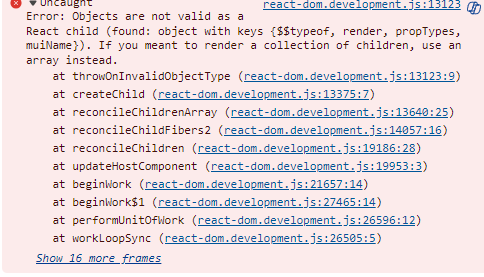 Uncaught react-dom.development.js:13123
Error: Objects are not valid as a
React child (found: object with keys {$$typeof, render, propTypes,
muiName}). If you meant to render a collection of children, use an
array instead.
at throwOnInvalidObjectType (react-dom.development.js:13123:9)
at createChild (react-dom.development.js:13375:7)
at reconcileChildrenArray (react-dom.development.js:13640:25)
at reconcileChildFibers2 (react-dom.development.js:14057:16)
at reconcileChildren (react-dom.development.js:19186:28)
at updateHostComponent (react-dom.development.js:19953:3)
at beginWork (react-dom.development.js:21657:14)
at beginWork$1 (react-dom.development.js:27465:14)
at performUnitOfWork (react-dom.development.js:26596:12)
at workLoopSync (react-dom.development.js:26505:5)
Show 16 more frames